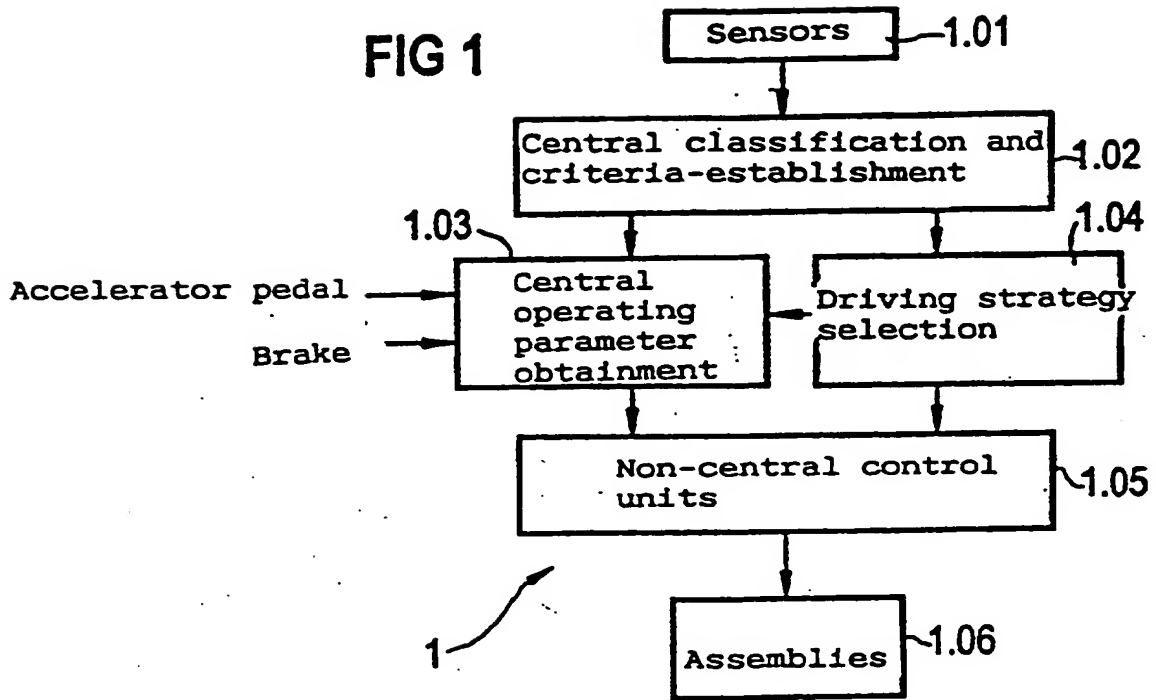 FIG 1
Sensors
1.01
Central classification and
criteria-establishment
1.02
1.03
1.04
Accelerator pedal
Brake
Central
operating
parameter
obtainment
Driving strategy
selection
Non-central control
units
1.05
1
Assemblies
1.06